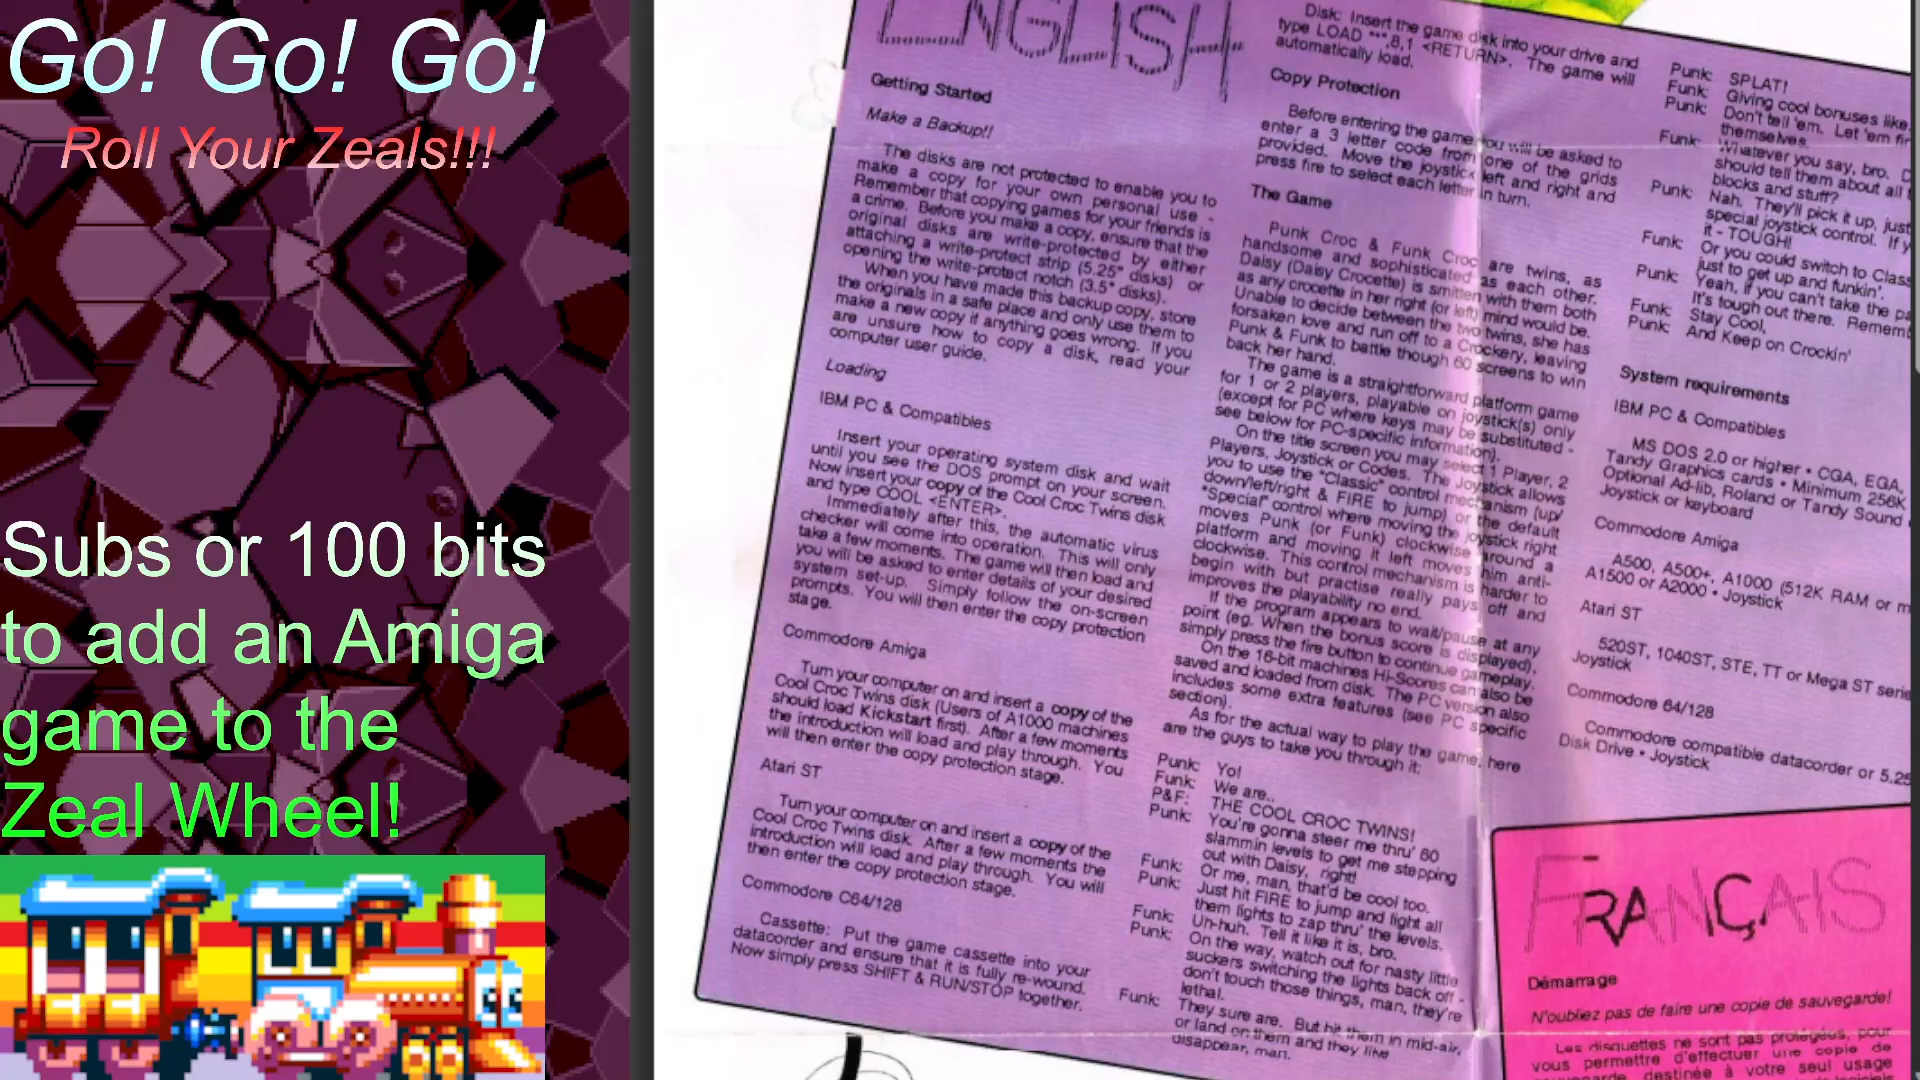 Go! Go! Go!
Roll Your Zeals!!!
Subs or 100 bits
to add an Amiga
game to the
Zeal Wheel!
ENGLISH
Getting Started
Make a Backup!!
The disks are not protected to enable you to
make a copy for your own personal use -
Remember that copying games for your friends is
a crime. Before you make a copy, ensure that the
original disks are write-protected by either
attaching a write-protect strip (5.25" disks) or
opening the write-protect notch (3.5" disks).
When you have made this backup copy, store
the originals in a safe place and only use them to
make a new copy if anything goes wrong. If you
are unsure how to copy a disk, read your
computer user guide.
Loading
IBM PC & Compatibles
Insert your operating system disk and wait
until you see the DOS prompt on your screen.
Now insert your copy of the Cool Croc Twins disk
and type COOL <ENTER>.
Immediately after this, the automatic virus
checker will come into operation. This will only
take a few moments. The game will then load and
you will be asked to enter details of your desired
system set-up. Simply follow the on-screen
prompts. You will then enter the copy protection
stage.
Commodore Amiga
Turn your computer on and insert a copy of the
Cool Croc Twins disk (Users of A1000 machines
should load Kickstart first). After a few moments
the introduction will load and play through. You
will then enter the copy protection stage.
Atari ST
Turn your computer on and insert a copy of the
Cool Croc Twins disk. After a few moments the
introduction will load and play through. You will
then enter the copy protection stage.
Commodore C64/128
Cassette: Put the game cassette into your
datacorder and ensure that it is fully re-wound.
Now simply press SHIFT & RUN/STOP together.
Disk: Insert the game disk into your drive and
type LOAD "*",8,1 <RETURN>. The game will
automatically load.
Copy Protection
Before entering the game you will be asked to
enter a 3 letter code from one of the grids
provided. Move the joystick left and right and
press fire to select each letter in turn.
The Game
Punk Croc & Funk Croc are twins, as
handsome and sophisticated as each other.
Daisy (Daisy Crocette) is smitten with them both
as any crocette in her right (or left) mind would be.
Unable to decide between the two twins, she has
forsaken love and run off to a Crockery, leaving
Punk & Funk to battle though 60 screens to win
back her hand.
The game is a straightforward platform game
for 1 or 2 players, playable on joystick(s) only
(except for PC where keys may be substituted -
see below for PC-specific information).
On the title screen you may select 1 Player, 2
Players, Joystick or Codes. The Joystick allows
you to use the "Classic" control mechanism (up/
down/left/right & FIRE to jump) or the default
"Special" control where moving the joystick right
moves Punk (or Funk) clockwise around a
platform and moving it left moves him anti-
clockwise. This control mechanism is harder to
begin with but practise really pays off and
improves the playability no end.
If the program appears to wait/pause at any
point (eg. When the bonus score is displayed),
simply press the fire button to continue gameplay.
On the 16-bit machines Hi-Scores can also be
saved and loaded from disk. The PC version also
includes some extra features (see PC specific
section).
As for the actual way to play the game, here
are the guys to take you through it:
Punk: Yo!
Funk: We are..
P&F: THE COOL CROC TWINS!
Punk: You're gonna steer me thru' 60
slammin levels to get me stepping
out with Daisy, right!
Funk: Or me, man, that'd be cool too.
Punk: Just hit FIRE to jump and light all
them lights to zap thru' the levels.
Funk: Uh-huh. Tell it like it is, bro.
Punk: On the way, watch out for nasty little
suckers switching the lights back off -
don't touch those things, man, they're
lethal.
Funk: They sure are. But hit them in mid-air,
or land on them and they like
disappear, man.
Punk: SPLAT!
Funk: Giving cool bonuses like
Punk: Don't tell 'em. Let 'em
themselves.
Funk: Whatever you say, bro.
should tell them about all
blocks and stuff?
Punk: Nah. They'll pick it up, just
special joystick control. If
it - TOUGH!
Funk: Or you could switch to
just to get up and funkin'.
Punk: Yeah, if you can't take the
It's tough out there.
Funk: Stay Cool,
Punk: And Keep on Crockin'
System requirements
IBM PC & Compatibles
MS DOS 2.0 or higher • CGA, EGA,
Tandy Graphics cards • Minimum 256K
Optional Ad-lib, Roland or Tandy Sound
Joystick or keyboard
Commodore Amiga
A500, A500+, A1000 (512K RAM or
A1500 or A2000 • Joystick
Atari ST
520ST, 1040ST, STE, TT or Mega ST
Joystick
Commodore 64/128
Commodore compatible datacorder or 5.25
Disk Drive • Joystick
FRANÇAIS
Démarrage
N'oubliez pas de faire une copie de sauvegarde!
Les disquettes ne sont pas protégées, pour
vous permettre d'effectuer une copie de
sauvegarde, destinée à votre seul usage